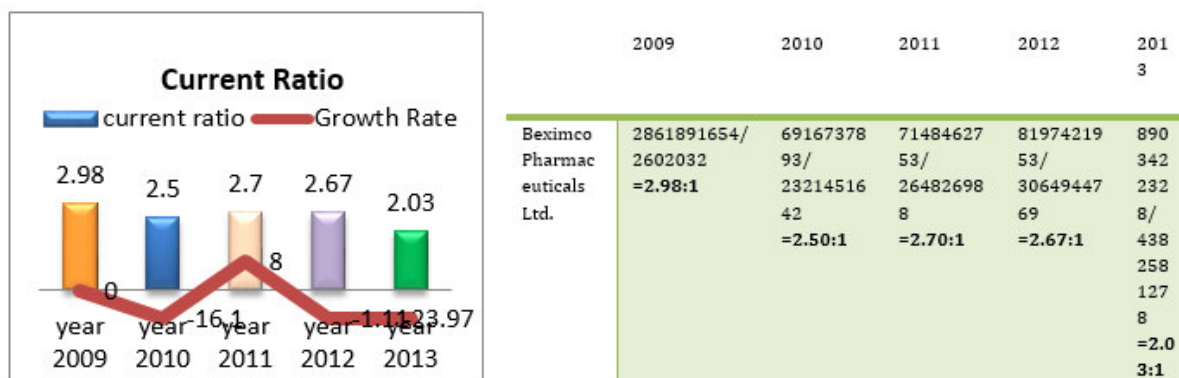 Current Ratio
current ratio
Growth Rate
2.98
2.5
2.7
2.67
2.03
0
-16.1
8
-1.11
23.97
year 2009
year 2010
year 2011
year 2012
year 2013
2009 2010 2011 2012 201
3
Beximco 2861891654/ 69167378 71484627 81974219 890
Pharmac 2602032 93/ 53/ 53/ 342
euticals =2.98:1 23214516 26482698 30649447 232
Ltd. 42 8 69 8/
=2.50:1 =2.70:1 =2.67:1 438
258
127
8
=2.0
3:1